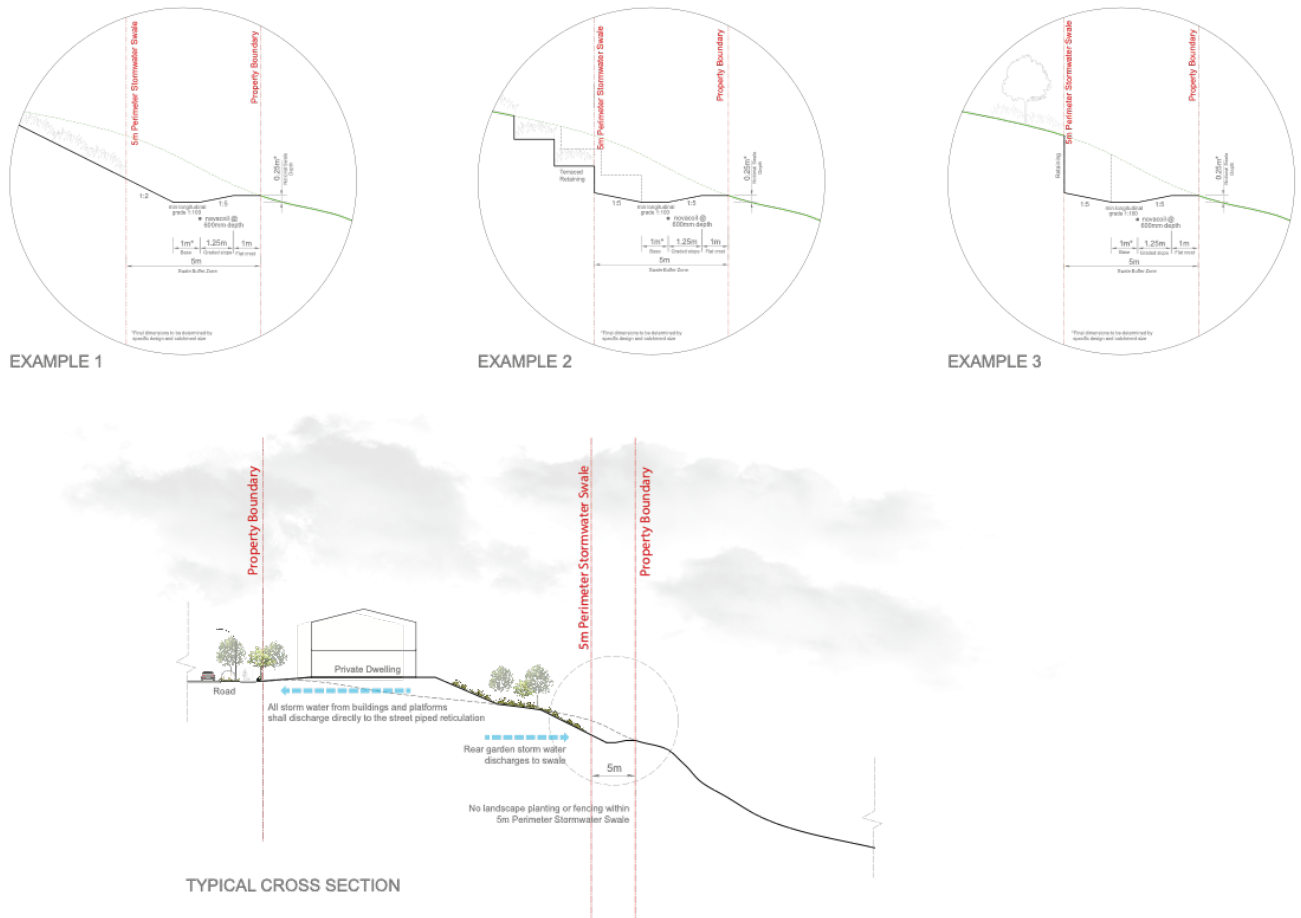 5m Perimeter Stormwater Swale
Property Boundary
0.25m*
Nominal Swale
Depth
1:2
1:5
min longitudinal
grade 1:100
novacoil @
600mm depth
1m*
1.25m
1m
Base
Graded slope
Flat crest
5m
Swale Buffer Zone
*Final dimensions to be determined by
specific design and catchment size
EXAMPLE 1
5m Perimeter Stormwater Swale
Property Boundary
Terraced
Retaining
0.25m*
Nominal Swale
Depth
1:5
1:5
min longitudinal
grade 1:100
novacoil @
600mm depth
1m*
1.25m
1m
Base
Graded slope
Flat crest
5m
Swale Buffer Zone
*Final dimensions to be determined by
specific design and catchment size
EXAMPLE 2
5m Perimeter Stormwater Swale
Property Boundary
Retaining
0.25m*
Nominal Swale
Depth
1:5
1:5
min longitudinal
grade 1:100
novacoil @
600mm depth
1m*
1.25m
1m
Base
Graded slope
Flat crest
5m
Swale Buffer Zone
*Final dimensions to be determined by
specific design and catchment size
EXAMPLE 3
Property Boundary
5m Perimeter Stormwater Swale
Property Boundary
Private Dwelling
Road
All storm water from buildings and platforms
shall discharge directly to the street piped reticulation
Rear garden storm water
discharges to swale
5m
No landscape planting or fencing within
5m Perimeter Stormwater Swale
TYPICAL CROSS SECTION